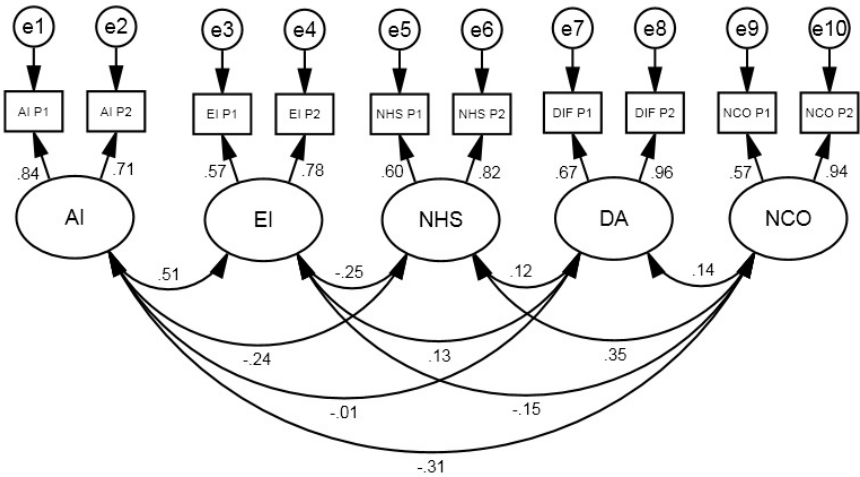 e1 e2 e3 e4 e5 e6 e7 e8 e9 e10
AI P1 AI P2 EI P1 EI P2 NHS P1 NHS P2 DIF P1 DIF P2 NCO P1 NCO P2
.84 .71 .57 .78 .60 .82 .67 .96 .57 .94
AI EI NHS DA NCO
.51 -.25 .12 .14
-.24 .13 .35
-.01 -.15
-.31